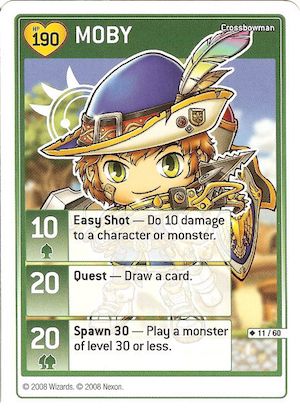 HP
190
MOBY
Crossbowman
10
Easy Shot — Do 10 damage
to a character or monster.
20
Quest — Draw a card.
20
Spawn 30 — Play a monster
of level 30 or less.
11 / 60
© 2008 Wizards. © 2008 Nexon.